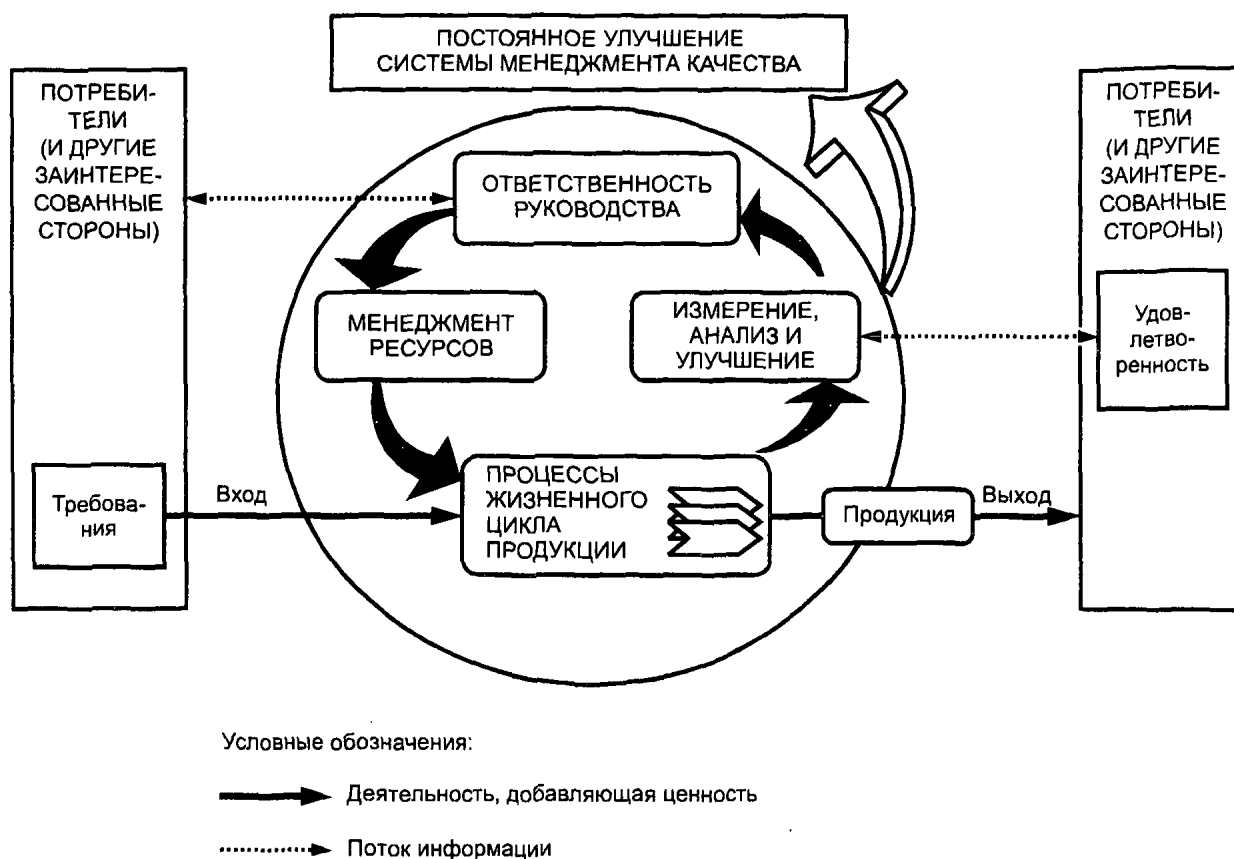 ПОСТОЯННОЕ УЛУЧШЕНИЕ
СИСТЕМЫ МЕНЕДЖМЕНТА КАЧЕСТВА
ПОТРЕБИ-
ТЕЛИ
(И ДРУГИЕ
ЗАИНТЕРЕ-
СОВАННЫЕ
СТОРОНЫ)
ПОТРЕБИ-
ТЕЛИ
(И ДРУГИЕ
ЗАИНТЕРЕ-
СОВАННЫЕ
СТОРОНЫ)
ОТВЕТСТВЕННОСТЬ
РУКОВОДСТВА
МЕНЕДЖМЕНТ
РЕСУРСОВ
ИЗМЕРЕНИЕ,
АНАЛИЗ И
УЛУЧШЕНИЕ
Удов-
летво-
ренность
Требова-
ния
Вход
ПРОЦЕССЫ
ЖИЗНЕННОГО
ЦИКЛА
ПРОДУКЦИИ
Продукция
Выход
Условные обозначения:
Деятельность, добавляющая ценность
Поток информации